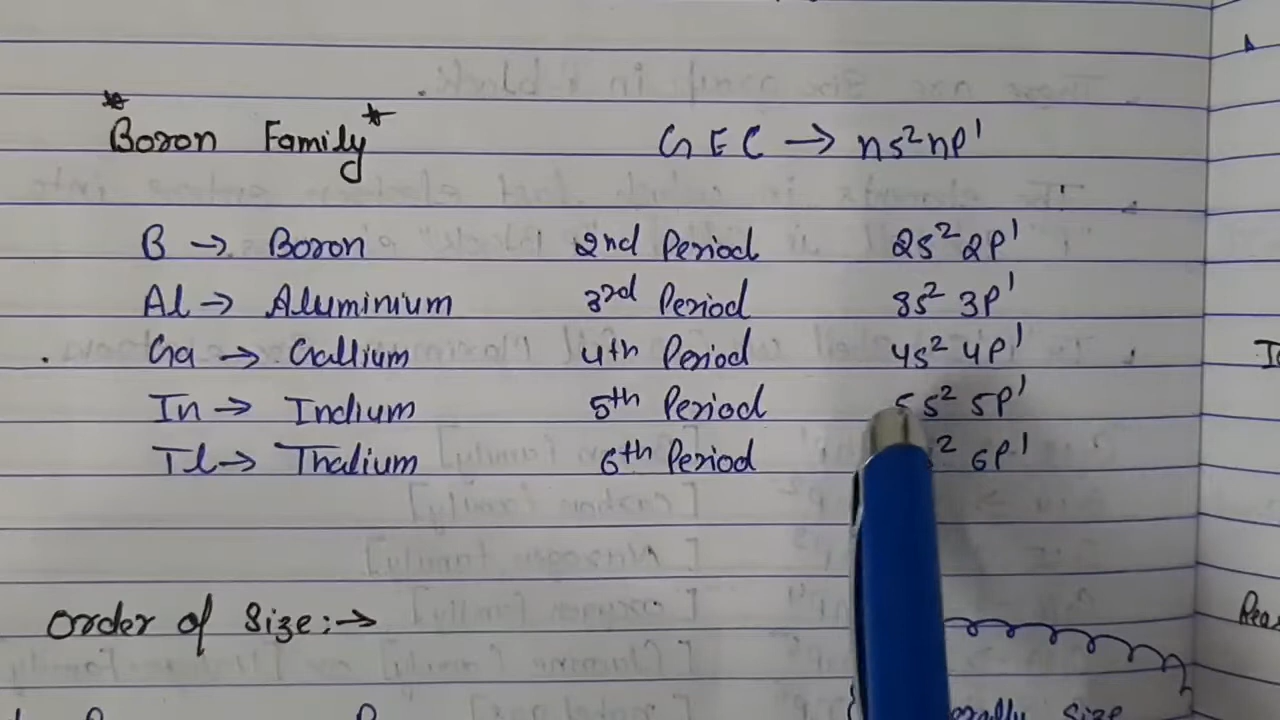 Boron Family GEC → ns²np¹
B → Boron 2nd Period 2s² 2p¹
Al → Aluminium 3rd Period 3s² 3p¹
Ga → Gallium 4th Period 4s² 4p¹
In → Indium 5th Period 5s² 5p¹
Tl → Thalium 6th Period s² 6p¹
Order of Size:→
Size